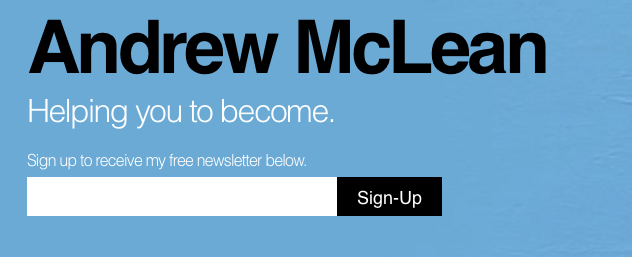 Andrew McLean
Helping you to become.
Sign up to receive my free newsletter below.
Sign-Up